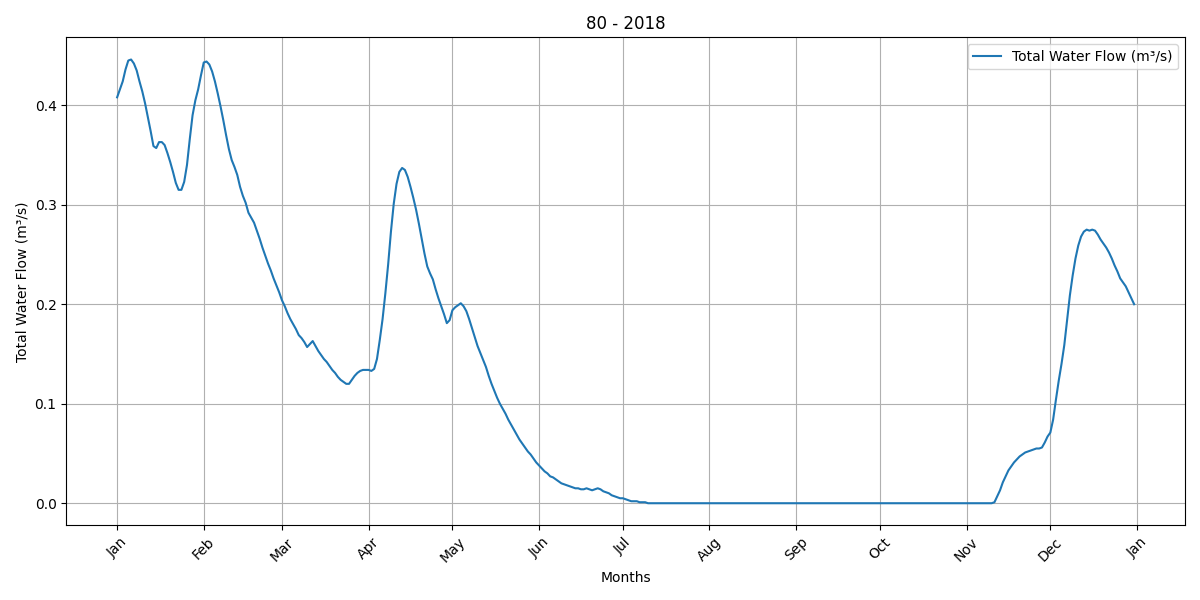 80 - 2018
Total Water Flow (m³/s)
Total Water Flow (m³/s)
0.4
0.3
0.2
0.1
0.0
Jan
Feb
Mar
Apr
May
Jun
Jul
Aug
Sep
Oct
Nov
Dec
Jan
Months